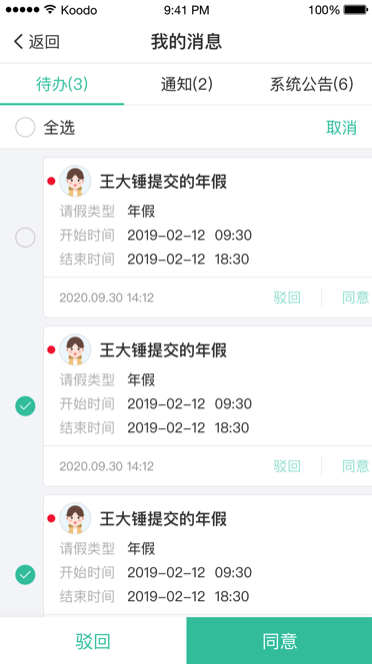 Koodo 9:41 PM 100%
返回 我的消息
待办(3) 通知(2) 系统公告(6)
全选 取消
王大锤提交的年假
请假类型 年假
开始时间 2019-02-12 09:30
结束时间 2019-02-12 18:30
2020.09.30 14:12 驳回 同意
王大锤提交的年假
请假类型 年假
开始时间 2019-02-12 09:30
结束时间 2019-02-12 18:30
2020.09.30 14:12 驳回 同意
王大锤提交的年假
请假类型 年假
开始时间 2019-02-12 09:30
结束时间 2019-02-12 18:30
驳回 同意